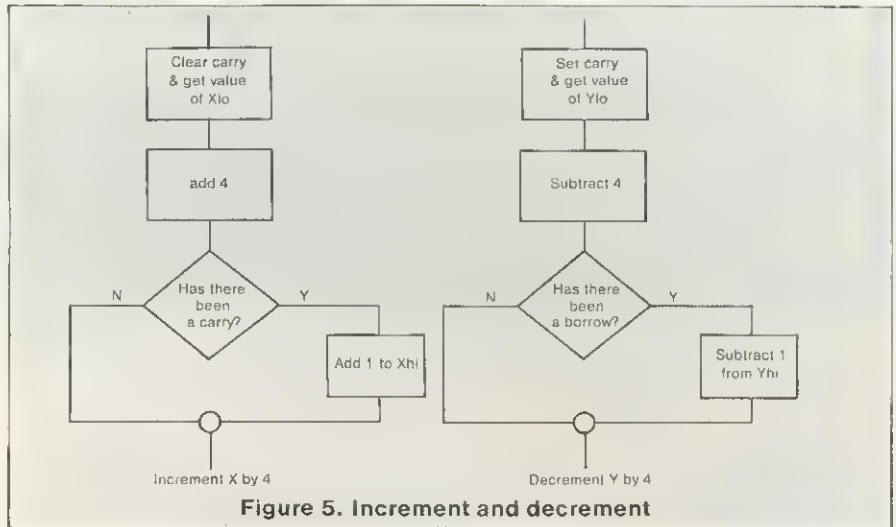 Clear carry
& get value
of Xlo
add 4
Has there
been
a carry?
N
Y
Add 1 to Xhi
Increment X by 4
Set carry
& get value
of Ylo
Subtract 4
Has there
been
a borrow?
N
Y
Subtract 1
from Yhi
Decrement Y by 4
Figure 5. Increment and decrement